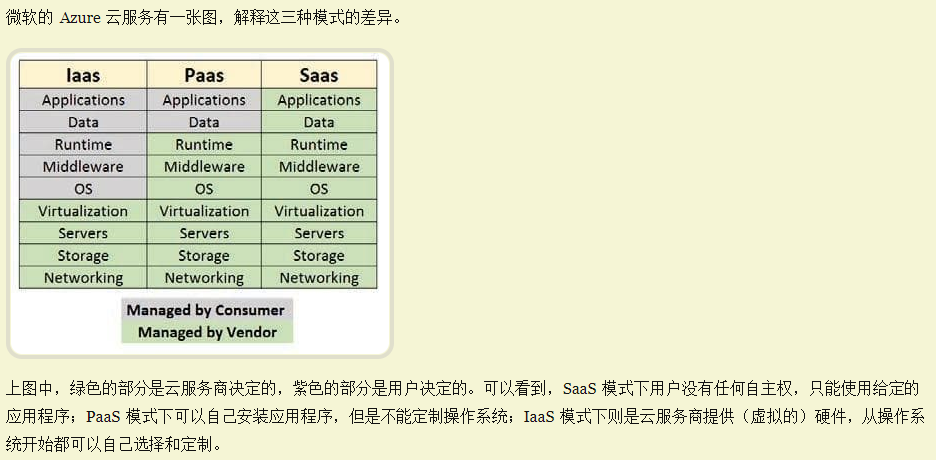 微软的 Azure 云服务有一张图，解释这三种模式的差异。
Iaas Paas Saas
Applications Applications Applications
Data Data Data
Runtime Runtime Runtime
Middleware Middleware Middleware
OS OS OS
Virtualization Virtualization Virtualization
Servers Servers Servers
Storage Storage Storage
Networking Networking Networking
Managed by Consumer
Managed by Vendor
上图中，绿色的部分是云服务商决定的，紫色的部分是用户决定的。可以看到，SaaS 模式下用户没有任何自主权，只能使用给定的
应用程序；PaaS 模式下可以自己安装应用程序，但是不能定制操作系统；IaaS 模式下则是云服务商提供（虚拟的）硬件，从操作系
统开始都可以自己选择和定制。